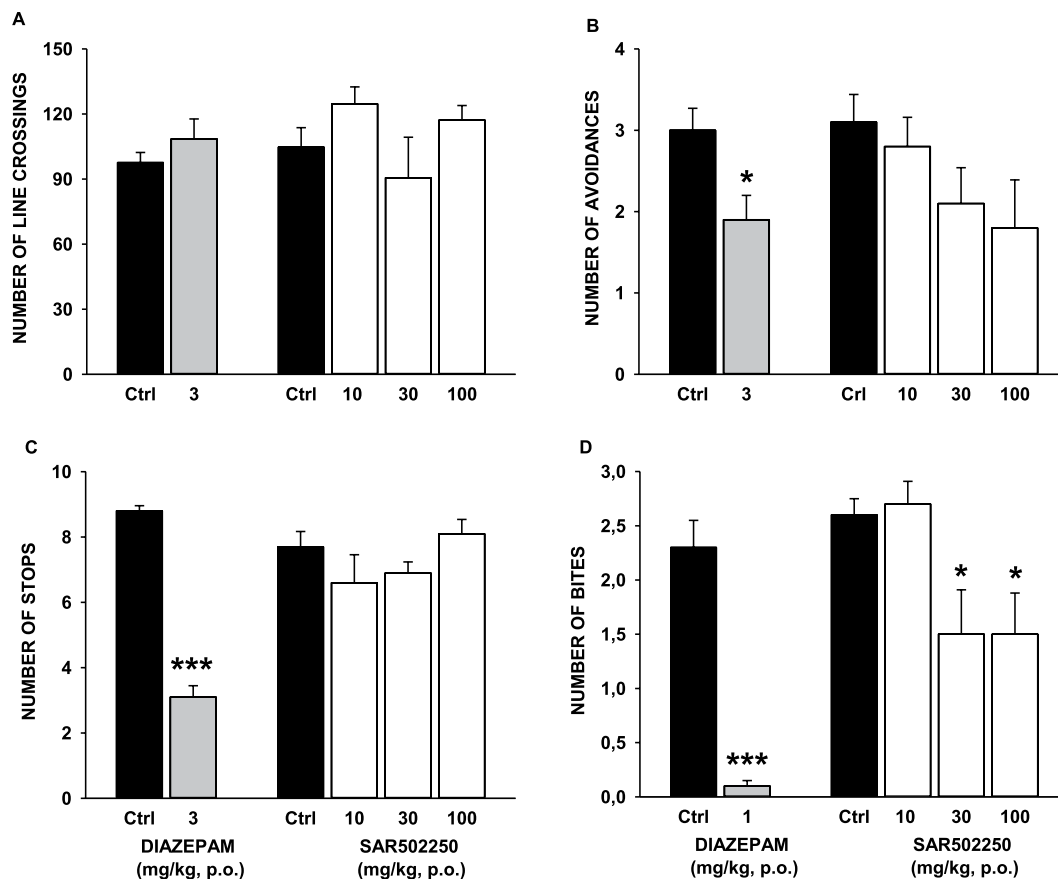 A
NUMBER OF LINE CROSSINGS
150
120
90
60
30
0
Ctrl 3 Ctrl 10 30 100
B
NUMBER OF AVOIDANCES
4
3
2
1
0
*
Ctrl 3 Crl 10 30 100
C
NUMBER OF STOPS
10
8
6
4
2
0
***
Ctrl 3 Ctrl 10 30 100
DIAZEPAM SAR502250
(mg/kg, p.o.) (mg/kg, p.o.)
D
NUMBER OF BITES
3,0
2,5
2,0
1,5
1,0
0,5
0,0
***
* *
Ctrl 1 Ctrl 10 30 100
DIAZEPAM SAR502250
(mg/kg, p.o.) (mg/kg, p.o.)